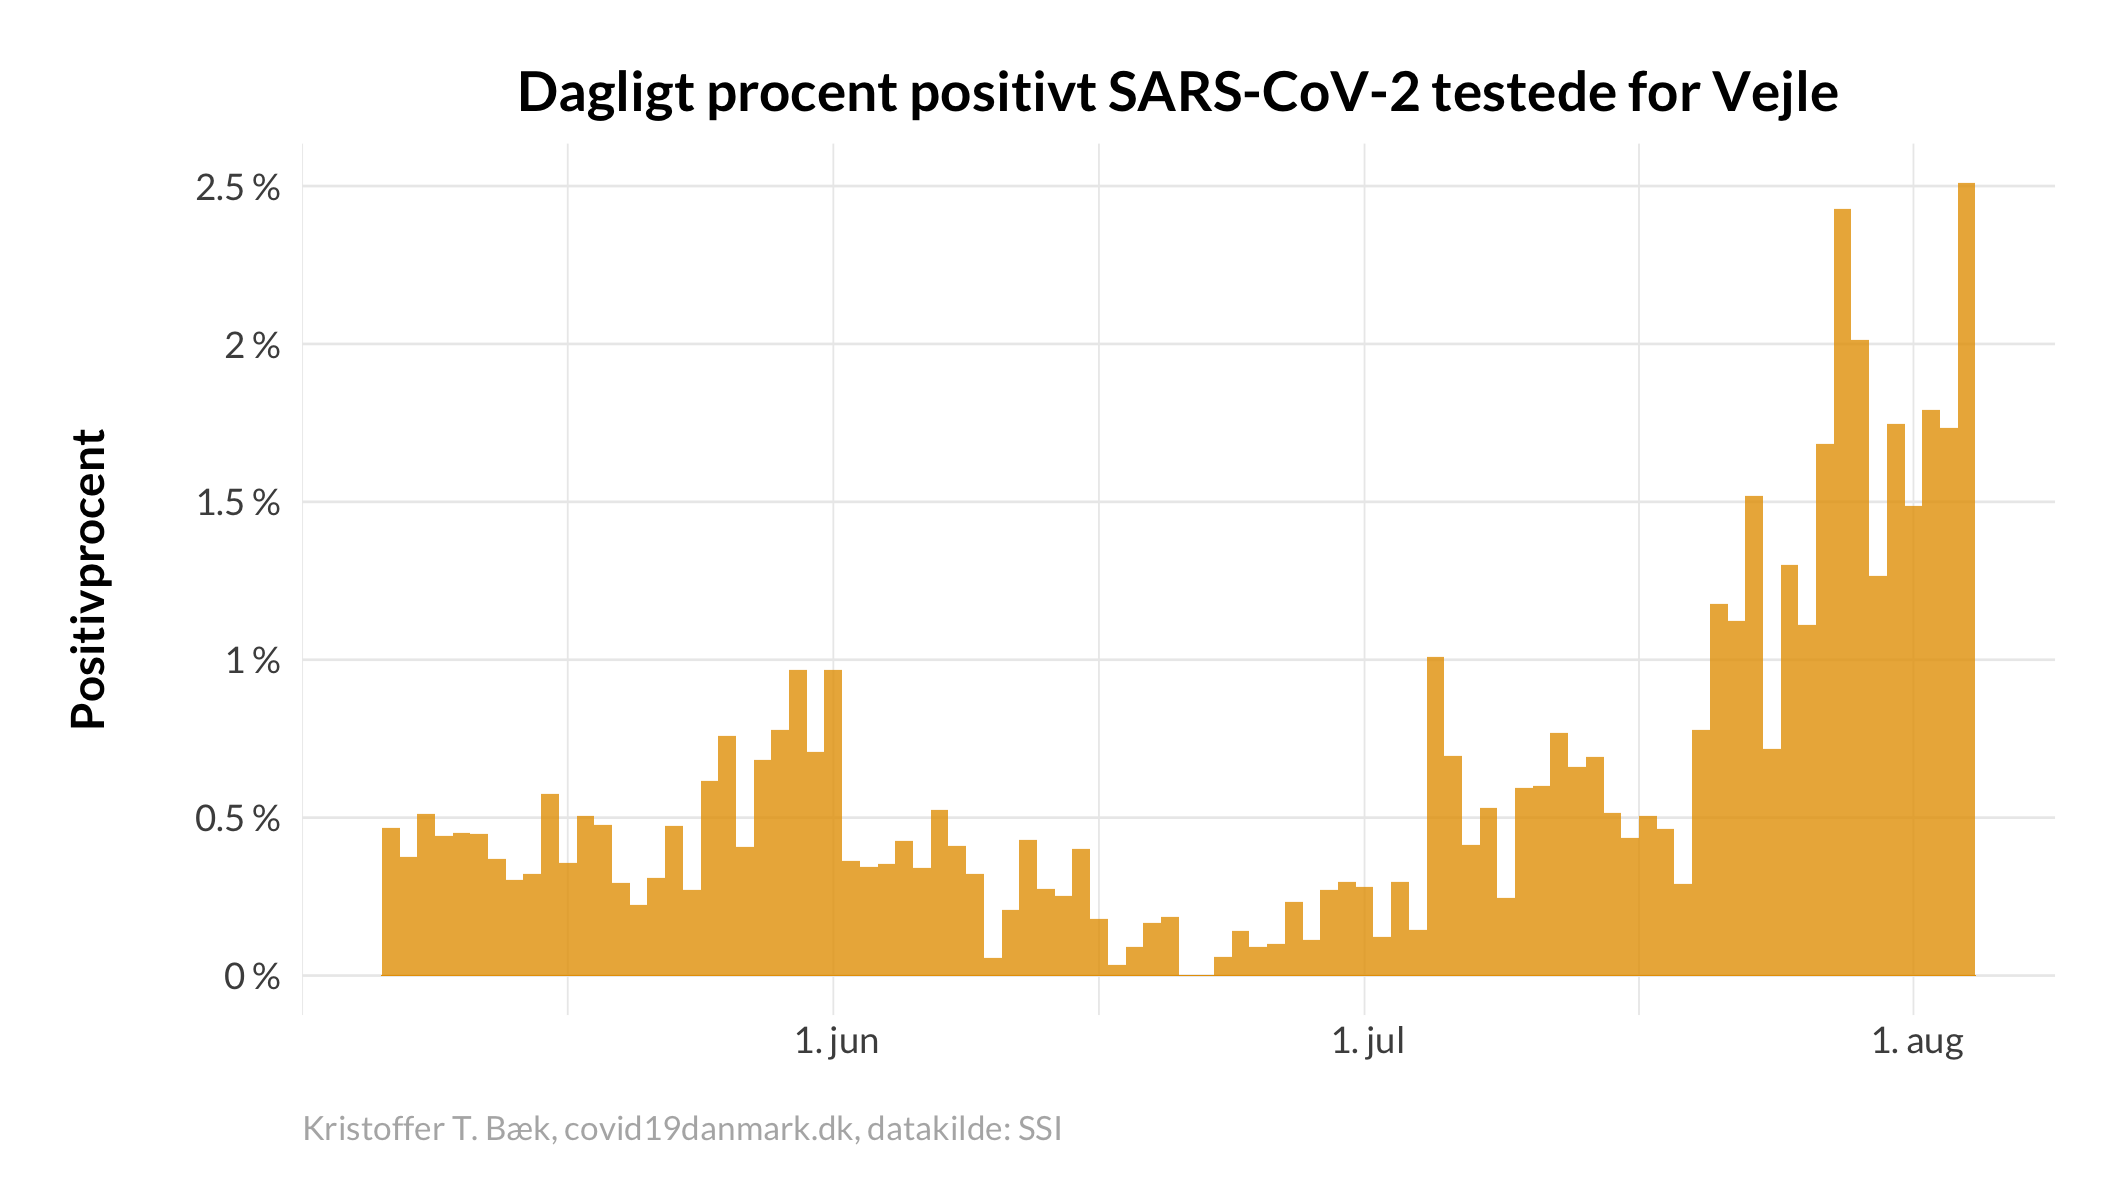 Dagligt procent positivt SARS-CoV-2 testede for Vejle
Positivprocent
2.5 %
2 %
1.5 %
1 %
0.5 %
0 %
1. jun
1. jul
1. aug
Kristoffer T. Bæk, covid19danmark.dk, datakilde: SSI